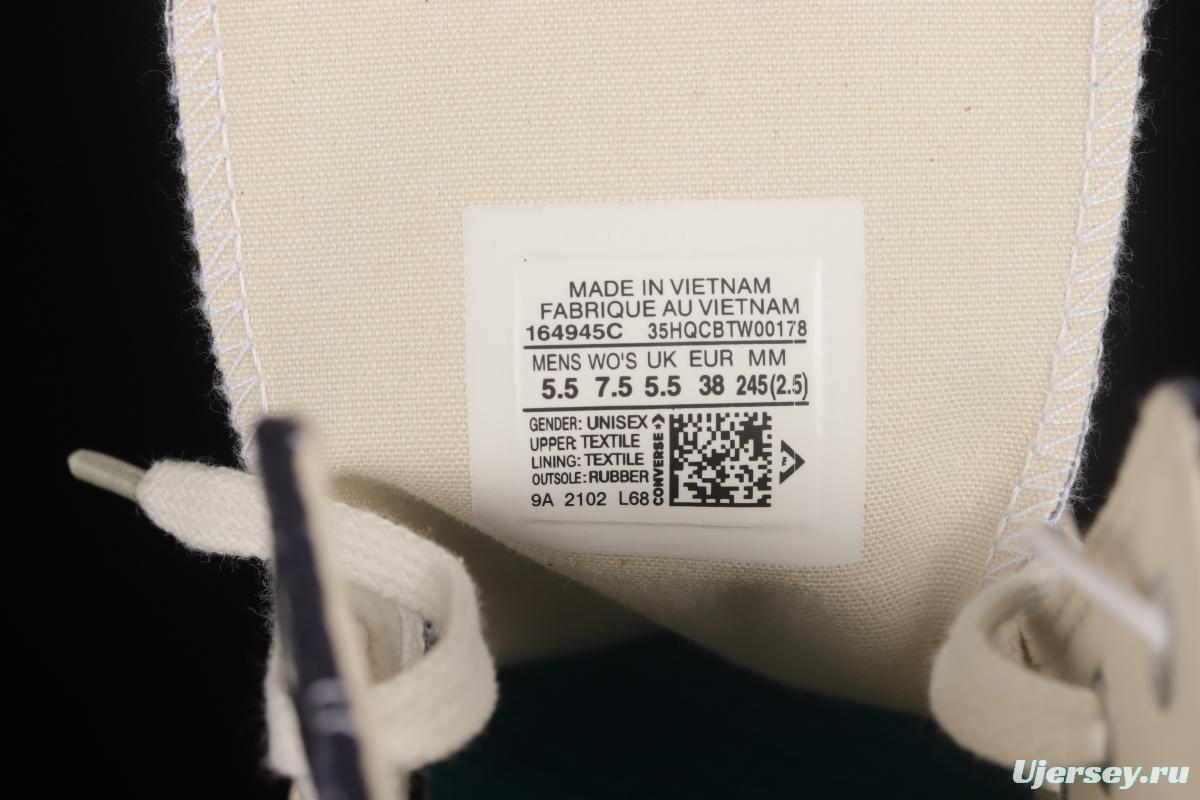 MADE IN VIETNAM
FABRIQUE AU VIETNAM
164945C 35HQCBTW00178
MENS WO'S UK EUR MM
5.5 7.5 5.5 38 245(2.5)
GENDER: UNISEX
UPPER: TEXTILE
LINING: TEXTILE
OUTSOLE: RUBBER
9A 2102 L68
CONVERSE
Ujersey.ru